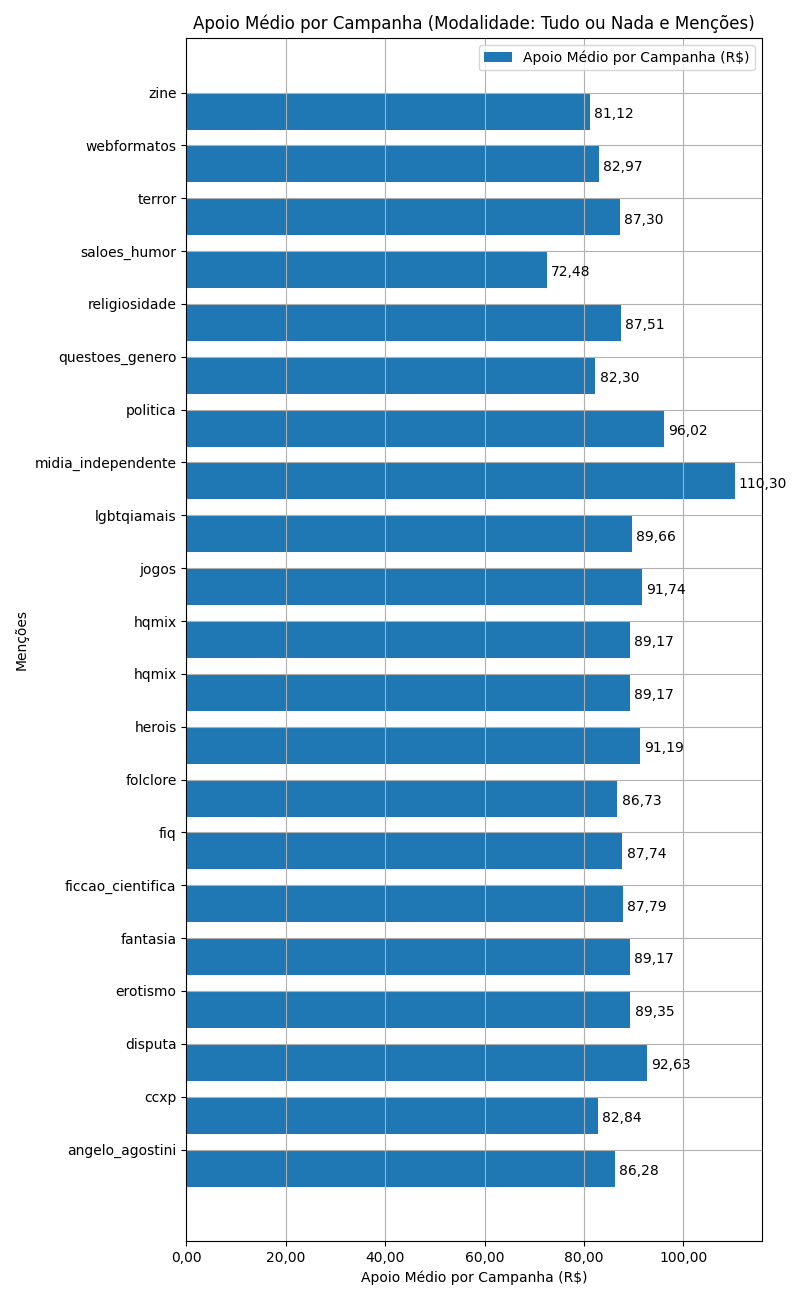 Apoio Médio por Campanha (Modalidade: Tudo ou Nada e Menções)
Apoio Médio por Campanha (R$)
zine 81,12
webformatos 82,97
terror 87,30
saloes_humor 72,48
religiosidade 87,51
questoes_genero 82,30
politica 96,02
midia_independente 110,30
lgbtqiamais 89,66
jogos 91,74
hqmix 89,17
hqmix 89,17
herois 91,19
folclore 86,73
fiq 87,74
ficcao_cientifica 87,79
fantasia 89,17
erotismo 89,35
disputa 92,63
ccxp 82,84
angelo_agostini 86,28
Menções
0,00 20,00 40,00 60,00 80,00 100,00
Apoio Médio por Campanha (R$)